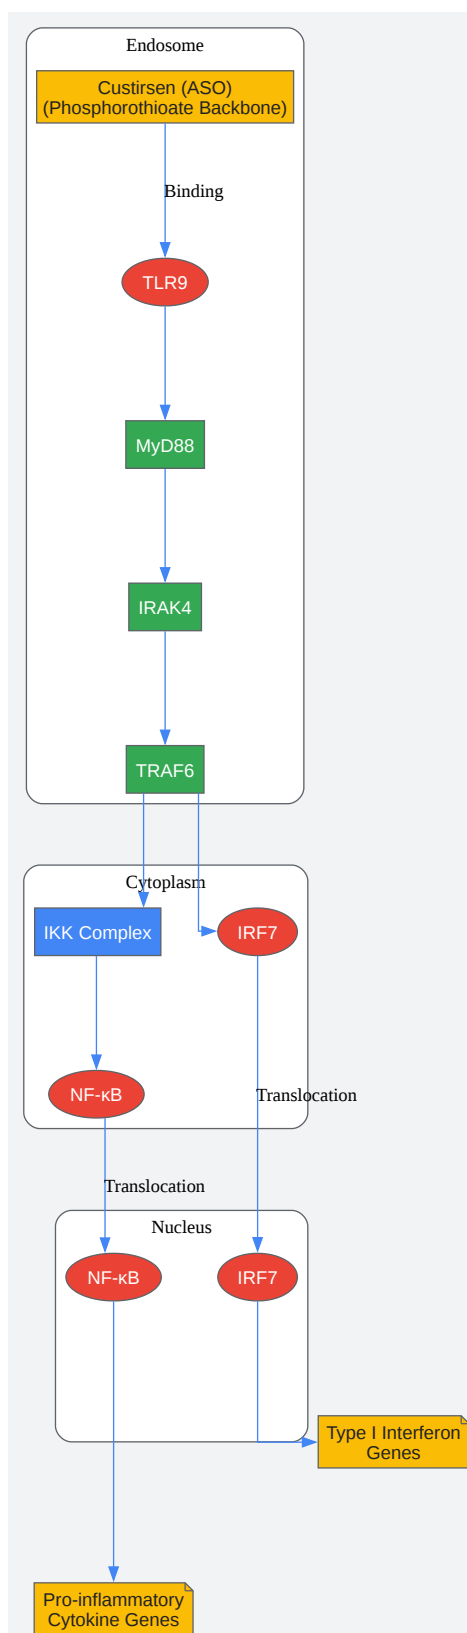 Endosome
Custirsen (ASO)
(Phosphorothioate Backbone)
Binding
TLR9
MyD88
IRAK4
TRAF6
Cytoplasm
IKK Complex
IRF7
NF-κB
Translocation
Translocation
Nucleus
NF-κB
IRF7
Type I Interferon
Genes
Pro-inflammatory
Cytokine Genes